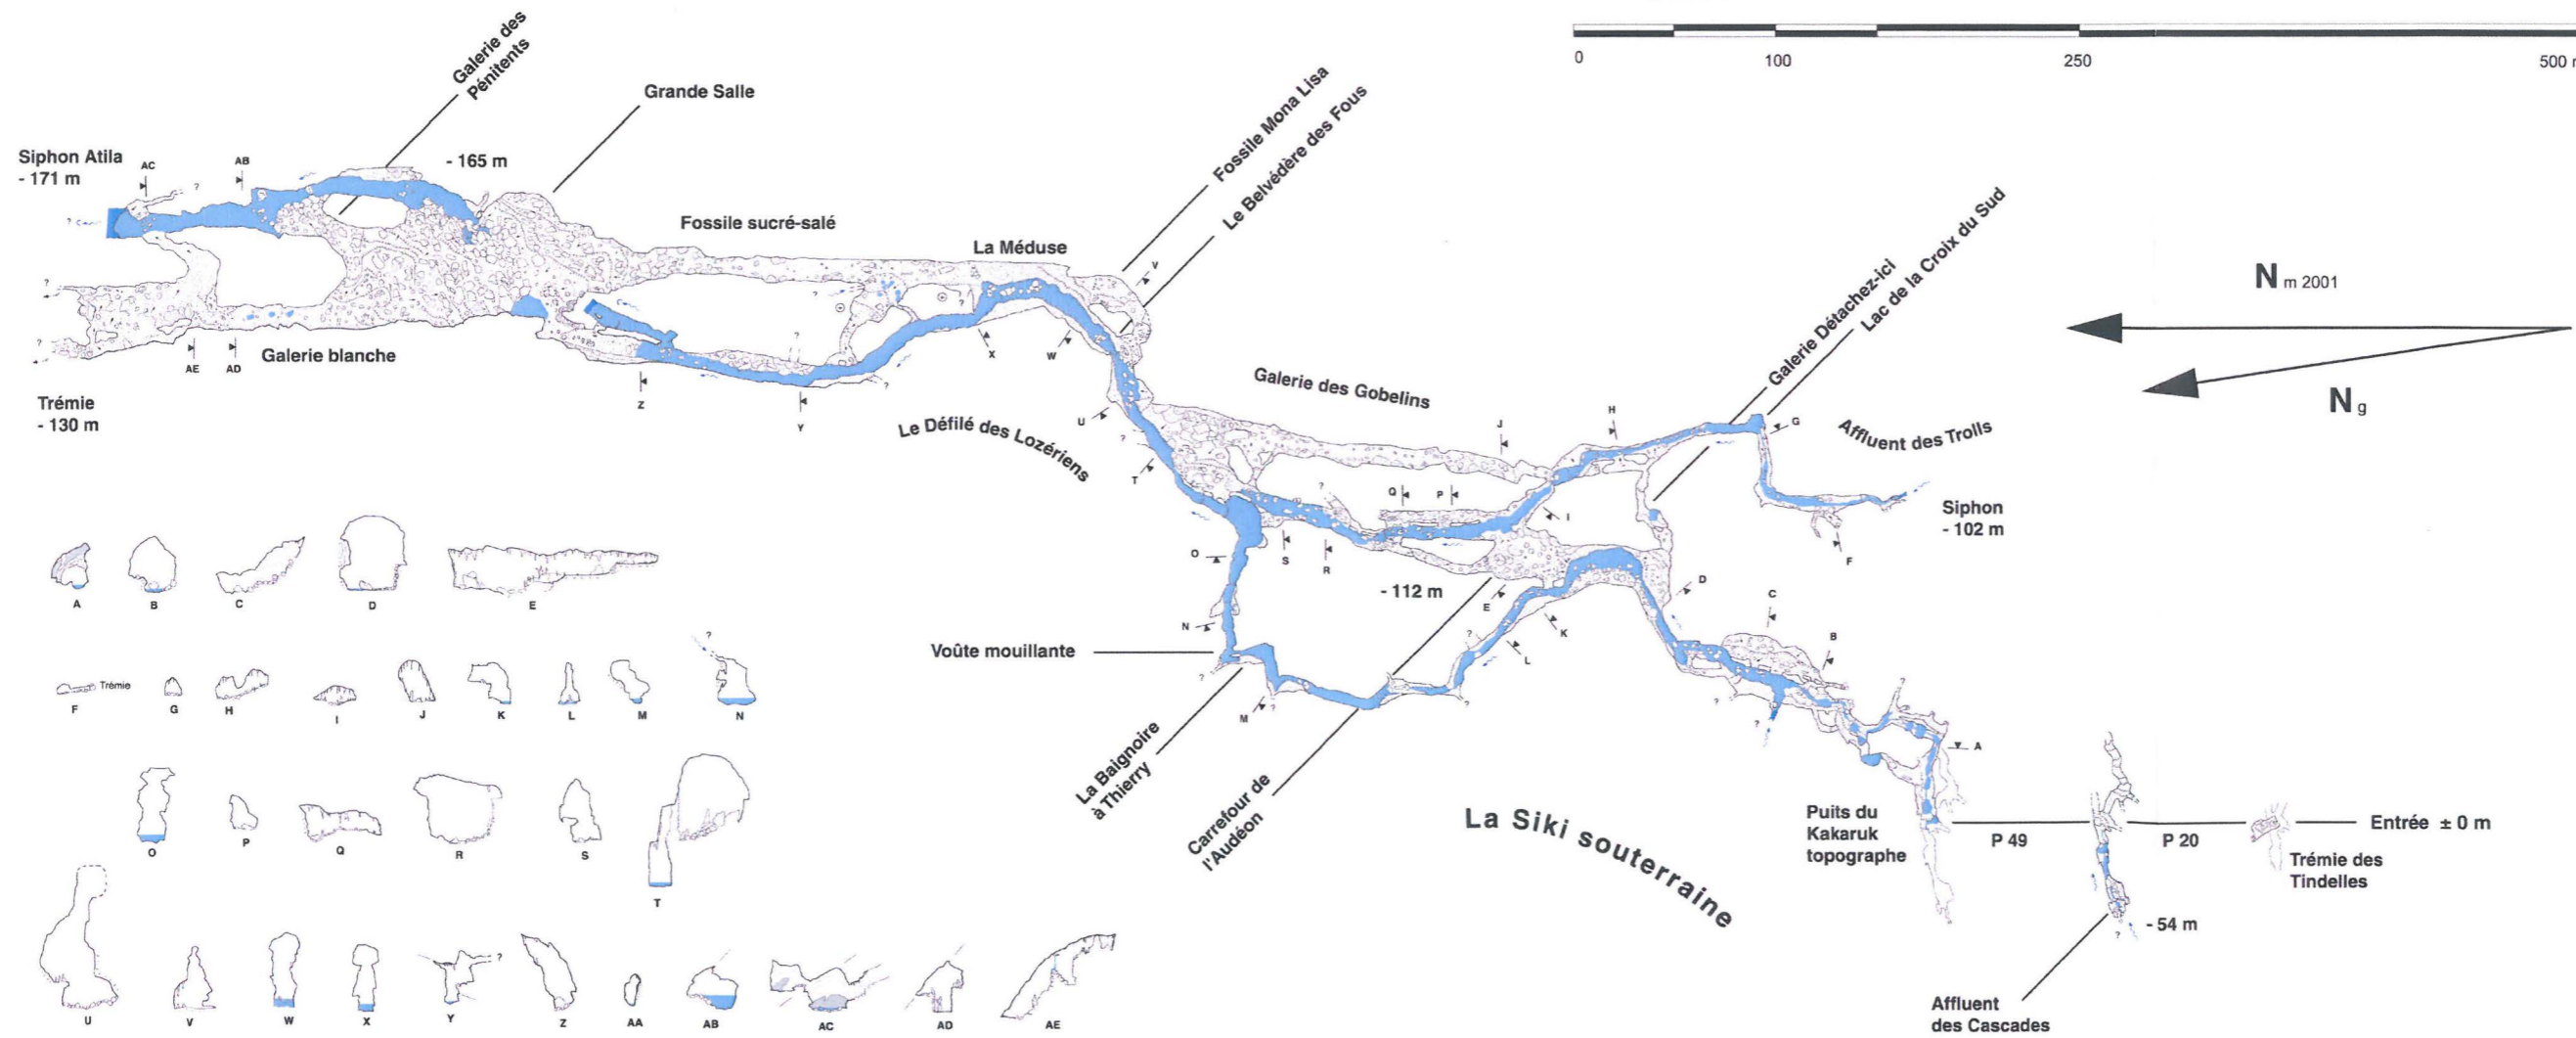 0 100 250 500 m
Galerie des
Pénitents
Grande Salle
Siphon Atila
- 171 m
AC
AB
?
? 
- 165 m
Fossile sucré-salé
La Méduse
Fossile Mona Lisa
Le Belvédère des Fous
V
Galerie Détachez-ici
Lac de la Croix du Sud
N m 2001
N g
?
?
AE
AD
Galerie blanche
Trémie
- 130 m
Z
Y
?
?
?
?
X
W
U
?
T
Le Défilé des Lozériens
Galerie des Gobelins
J
H
G
Affluent des Trolls
Siphon
- 102 m
F
Q
P
?
I
S
R
O
- 112 m
E
D
C
B
K
L
?
N
Voûte mouillante
?
M
?
?
?
?
?
A
La Baignoire
à Thierry
Carrefour de
l'Audéon
La Siki souterraine
Puits du
Kakaruk
topographe
P 49
P 20
Entrée ± 0 m
Trémie des
Tindelles
- 54 m
?
Affluent
des Cascades
A B C D E
Trémie
?
F G H I J K L M N
O P Q R S T
?
U V W X Y Z AA AB AC AD AE